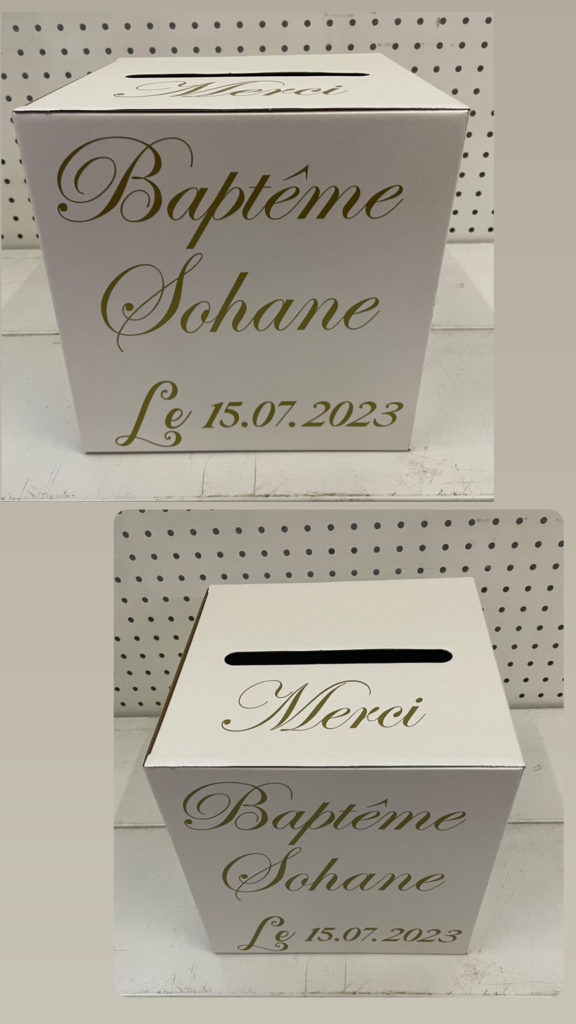 Merci
Baptême
Sohane
Le 15.07.2023
Merci
Baptême
Sohane
Le 15.07.2023